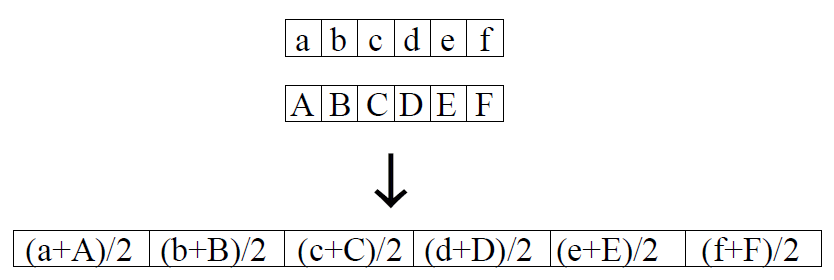 a b c d e f
A B C D E F
(a+A)/2 (b+B)/2 (c+C)/2 (d+D)/2 (e+E)/2 (f+F)/2